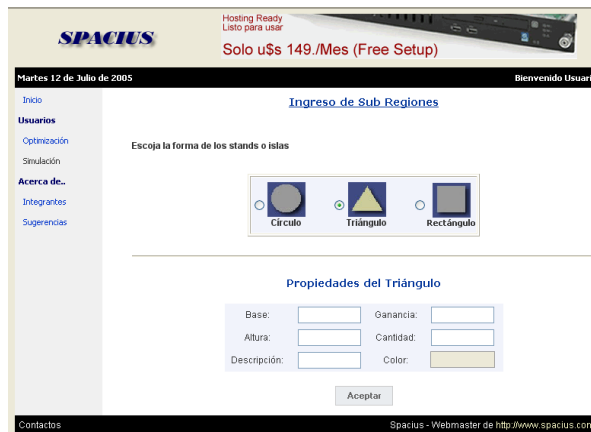 SPACIUS
Hosting Ready
Listo para usar
Solo u$s 149./Mes (Free Setup)
Martes 12 de Julio de 2005 Bienvenido Usuari
Inicio
Usuarios
Optimización
Simulación
Acerca de..
Integrantes
Sugerencias
Ingreso de Sub Regiones
Escoja la forma de los stands o islas
Círculo Triángulo Rectángulo
Propiedades del Triángulo
Base: Ganancia:
Altura: Cantidad:
Descripción: Color:
Aceptar
Contactos Spacius - Webmaster de http://www.spacius.con